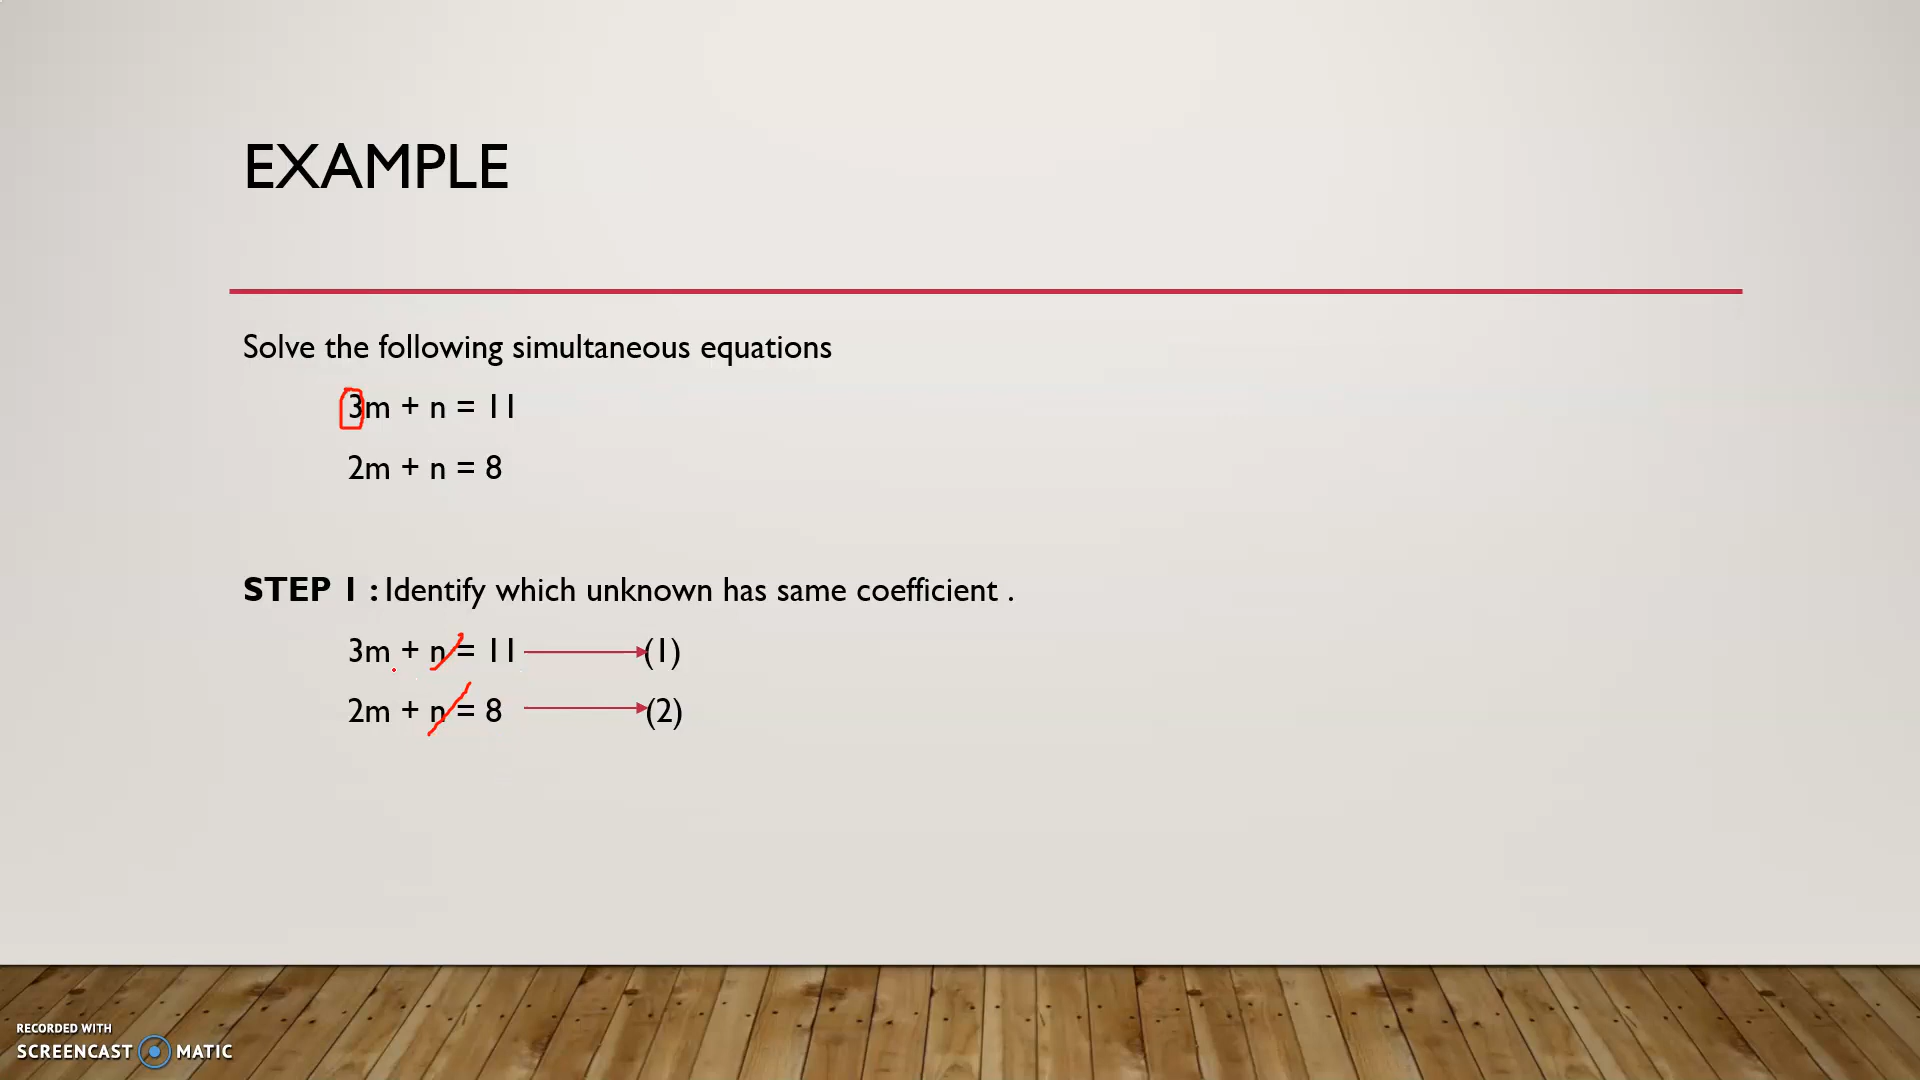 EXAMPLE
Solve the following simultaneous equations
3m + n = 11
2m + n = 8
STEP 1 : Identify which unknown has same coefficient .
3m + n = 11 (1)
2m + n = 8 (2)
RECORDED WITH
SCREENCAST MATIC